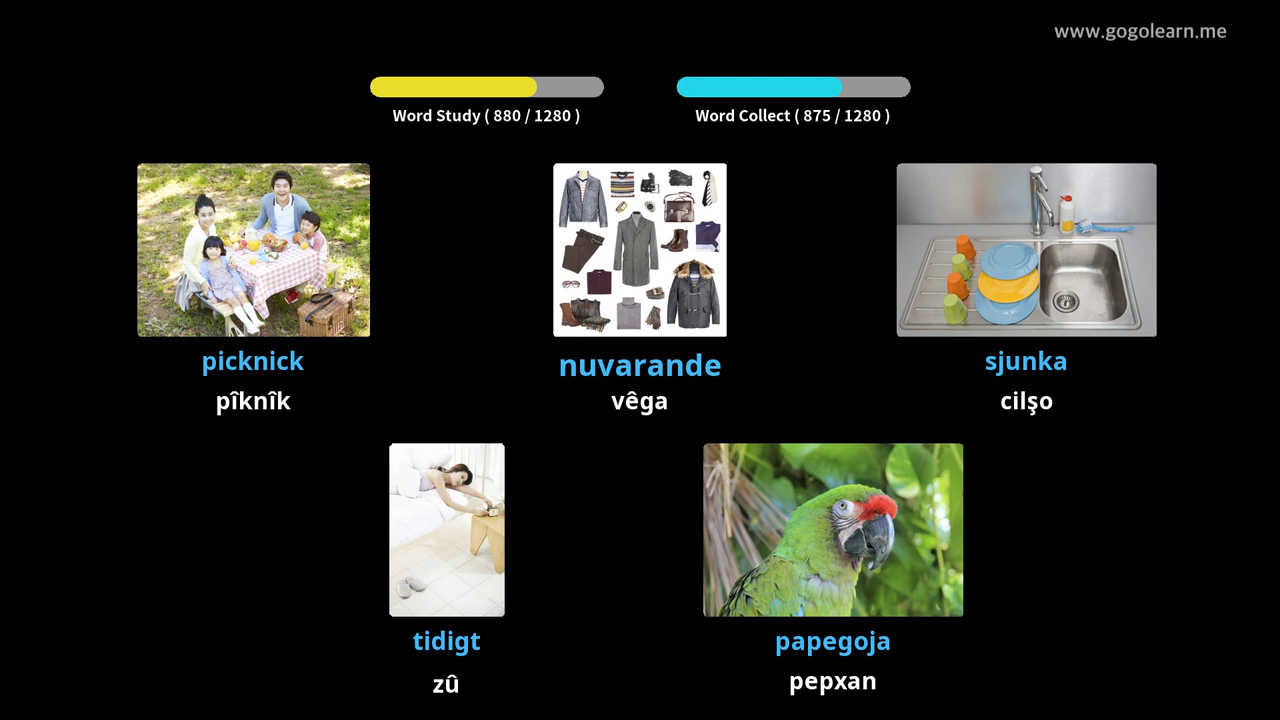 www.gogolearn.me
Word Study ( 880 / 1280 )
Word Collect ( 875 / 1280 )
picknick
pîknîk
nuvarande
vêga
sjunka
cilşo
tidigt
zû
papegoja
pepxan